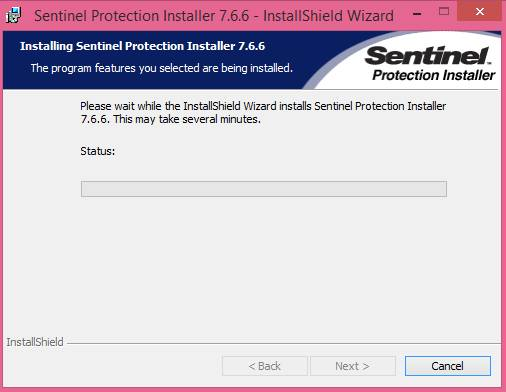 Sentinel Protection Installer 7.6.6 - InstallShield Wizard
Installing Sentinel Protection Installer 7.6.6
The program features you selected are being installed.
Sentinel.
Protection Installer
Please wait while the InstallShield Wizard installs Sentinel Protection Installer
7.6.6. This may take several minutes.
Status:
InstallShield
< Back
Next >
Cancel